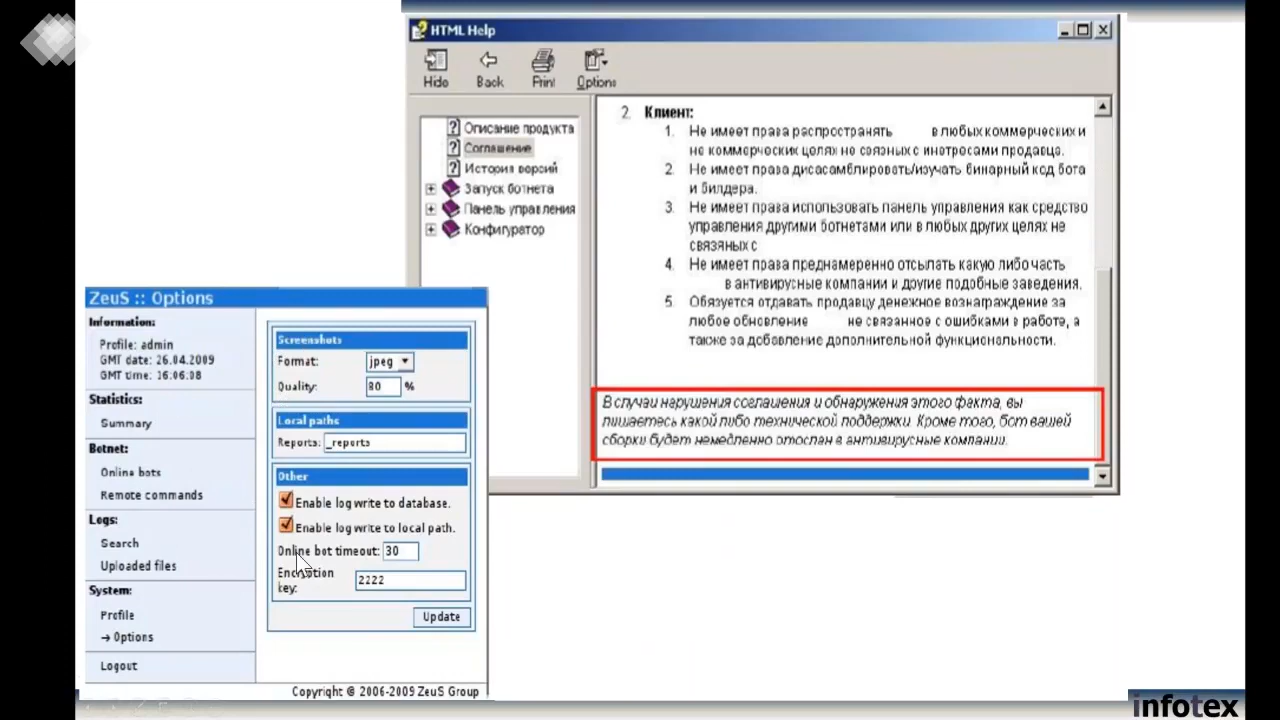 HTML Help
Hide Back Print Options
Описание продукта
Соглашение
История версий
Запуск ботнета
Панель управления
Конфигуратор
2. Клиент:
1. Не имеет права распространять в любых коммерческих и
не коммерческих целях не связных с инетресами продавца.
2. Не имеет права дисасамблировать/изучать бинарный код бота
и билдера.
3. Не имеет права использовать панель управления как средство
управления другими ботнетами или в любых других целях не
связяных с
4. Не имеет права преднамеренно отсылать какую либо часть
в антивирусные компании и другие подобные заведения.
5. Обязуется отдавать продавцу денежное вознаграждение за
любое обновление не связанное с ошибками в работе, а
также за добавление дополнительной функциональности.
В случаи нарушения соглашения и обнаружения этого факта, вы
лишаетесь какой либо технической поддержки. Кроме того, бот вашей
сборки будет немедленно отослан в антивирусные компании.
ZeuS :: Options
Information:
Profile: admin
GMT date: 26.04.2009
GMT time: 16:06:08
Statistics:
Summary
Botnet:
Online bots
Remote commands
Logs:
Search
Uploaded files
System:
Profile
→ Options
Logout
Screenshots
Format: jpeg
Quality: 80 %
Local paths
Reports: _reports
Other
Enable log write to database.
Enable log write to local path.
Online bot timeout: 30
Encryption
key: 2222
Update
Copyright © 2006-2009 ZeuS Group
infotex